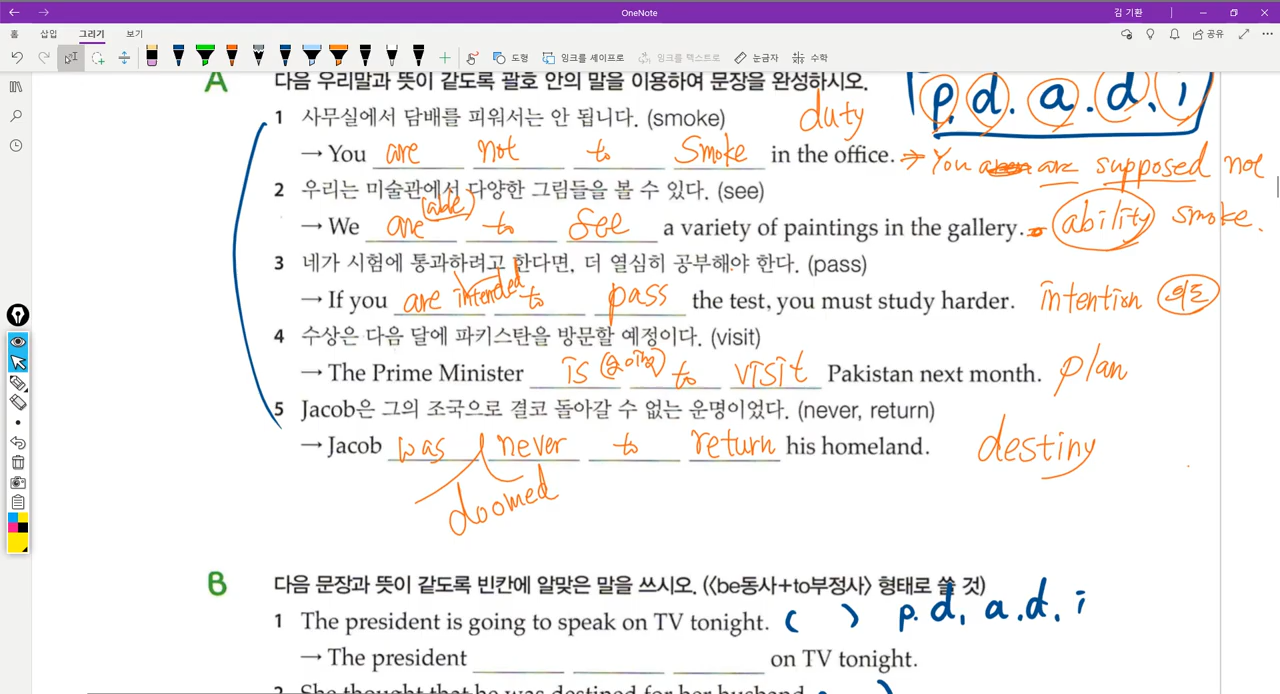 OneNote
김 기환
홈 삽입 그리기 보기
공유
도형 잉크를 셰이프로 잉크를 텍스트로 눈금자 수학
A 다음 우리말과 뜻이 같도록 괄호 안의 말을 이용하여 문장을 완성하시오.
p. d. a. d. i
1 사무실에서 담배를 피워서는 안 됩니다. (smoke) duty
→ You are not to smoke in the office. → You are supposed not
2 우리는 미술관에서 다양한 그림들을 볼 수 있다. (see)
(able)
→ We are to see a variety of paintings in the gallery. ability smoke.
3 네가 시험에 통과하려고 한다면, 더 열심히 공부해야 한다. (pass)
→ If you are intended to pass the test, you must study harder. intention 의도
4 수상은 다음 달에 파키스탄을 방문할 예정이다. (visit)
→ The Prime Minister is (going) to visit Pakistan next month. plan
5 Jacob은 그의 조국으로 결코 돌아갈 수 없는 운명이었다. (never, return)
→ Jacob was never to return his homeland. destiny
doomed
B 다음 문장과 뜻이 같도록 빈칸에 알맞은 말을 쓰시오. (〈be동사+to부정사〉 형태로 쓸 것)
1 The president is going to speak on TV tonight. ( ) p. d. a. d. i
→ The president ____ ____ ____ on TV tonight.
2 She thought that he was destined for her husband.